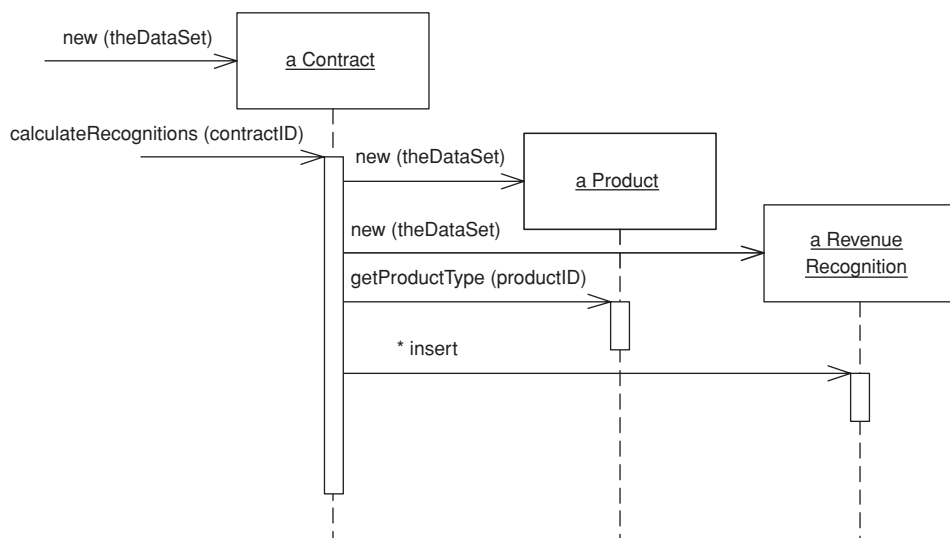 new (theDataSet)
a Contract
calculateRecognitions (contractID)
new (theDataSet)
a Product
new (theDataSet)
a Revenue
Recognition
getProductType (productID)
* insert